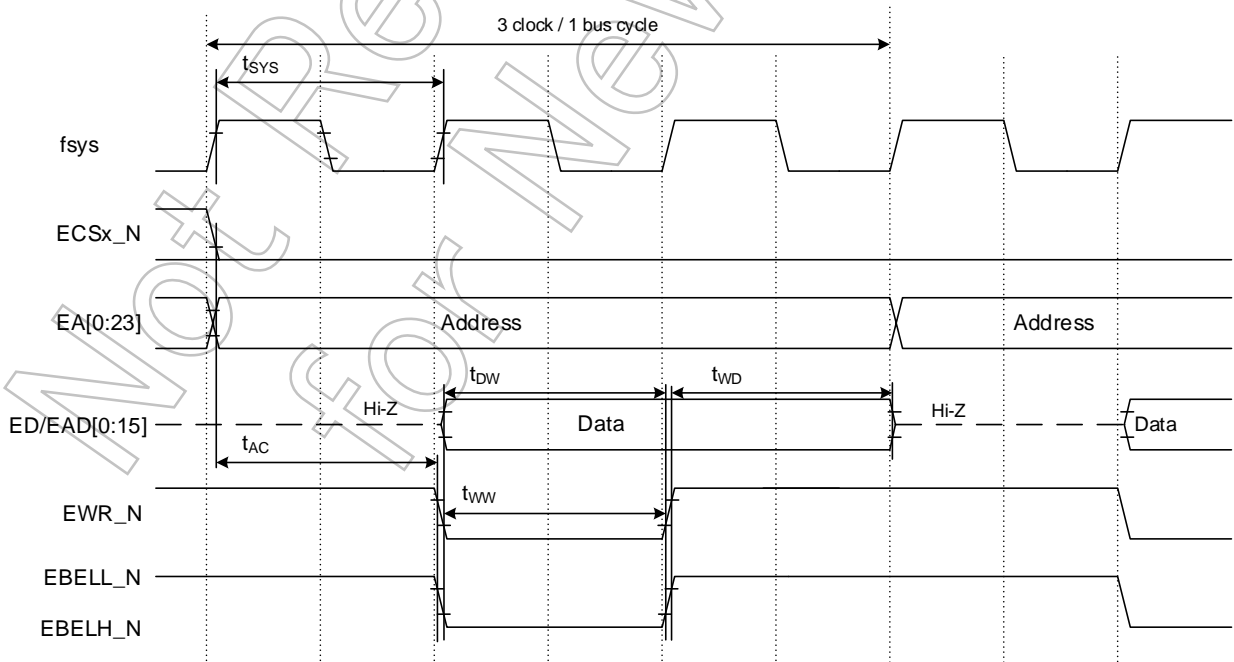 3 clock / 1 bus cycle
tSYS
fsys
ECSx_N
EA[0:23]
Address
Address
tDW
tWD
ED/EAD[0:15]
Hi-Z
Data
Hi-Z
Data
tAC
EWR_N
tWW
EBELL_N
EBELH_N
Not Re
for New